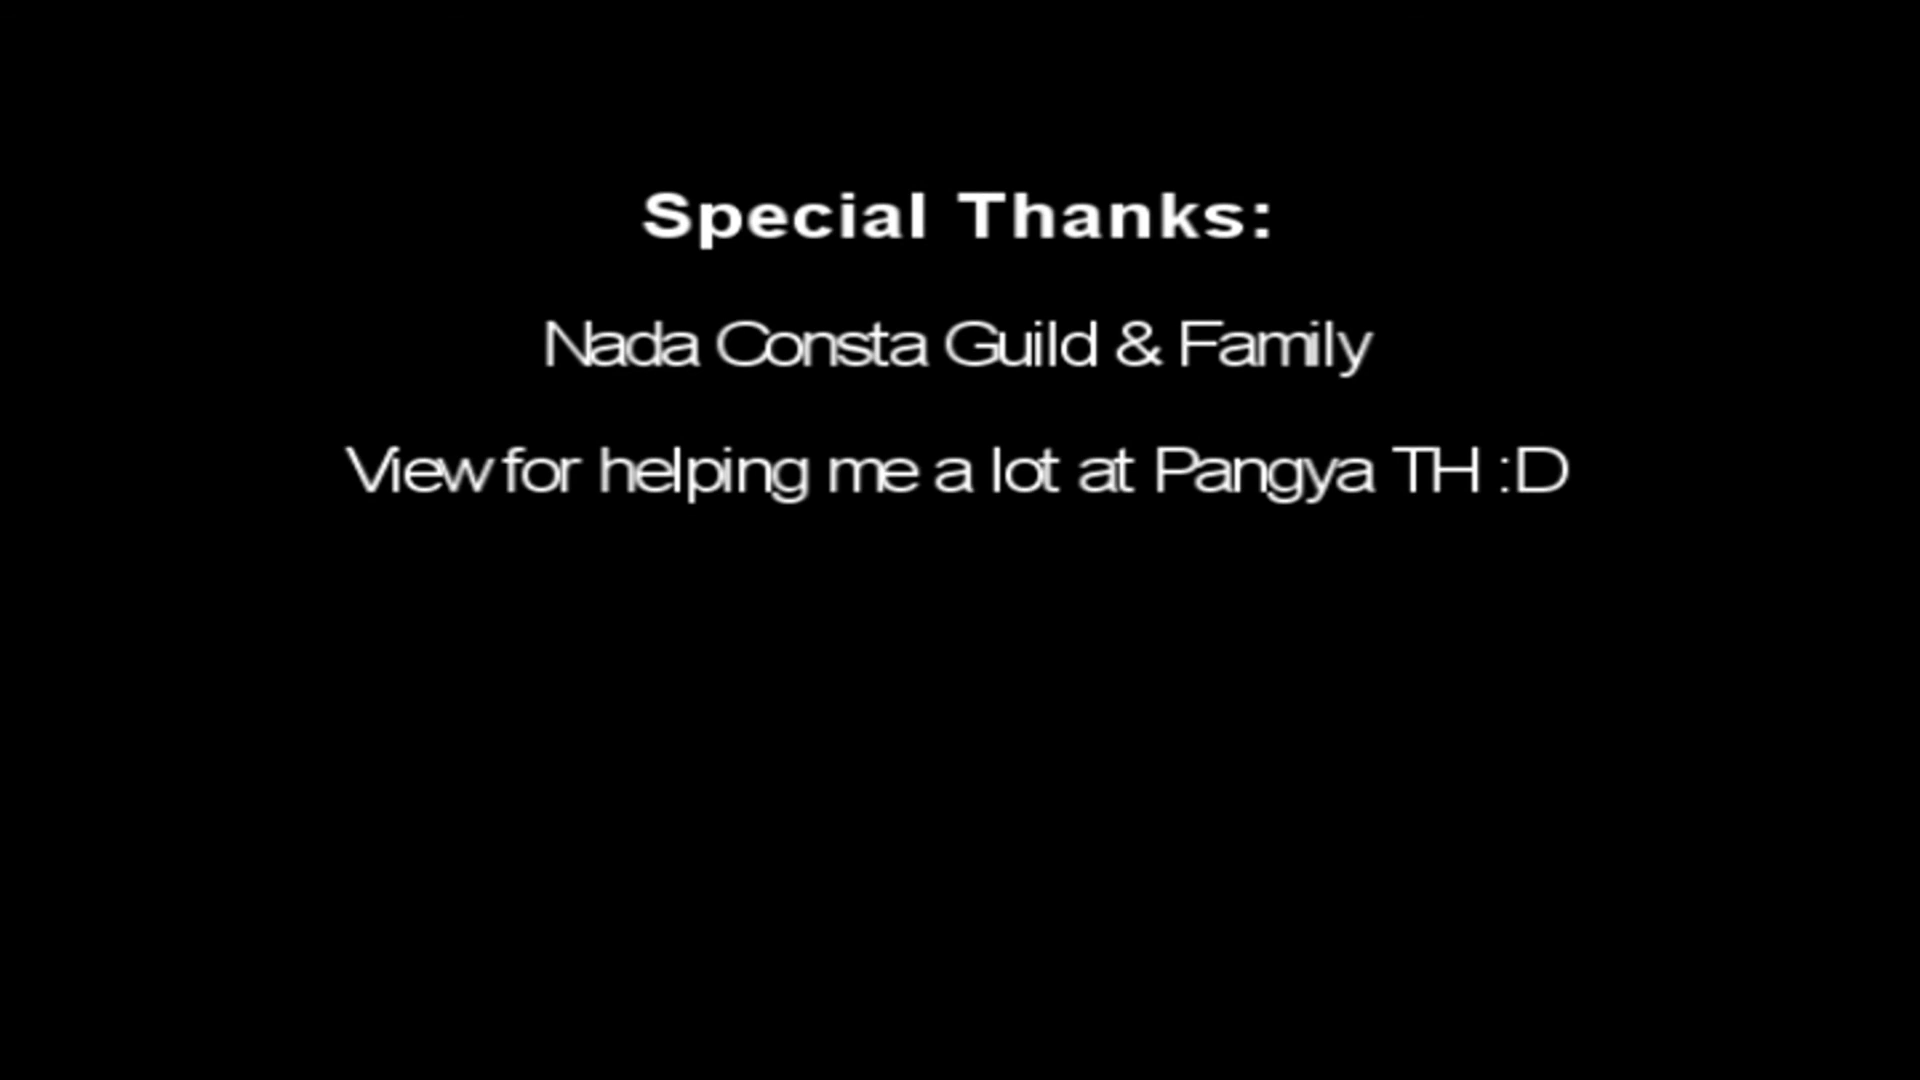 Special Thanks:
Nada Consta Guild & Family
View for helping me a lot at Pangya TH :D